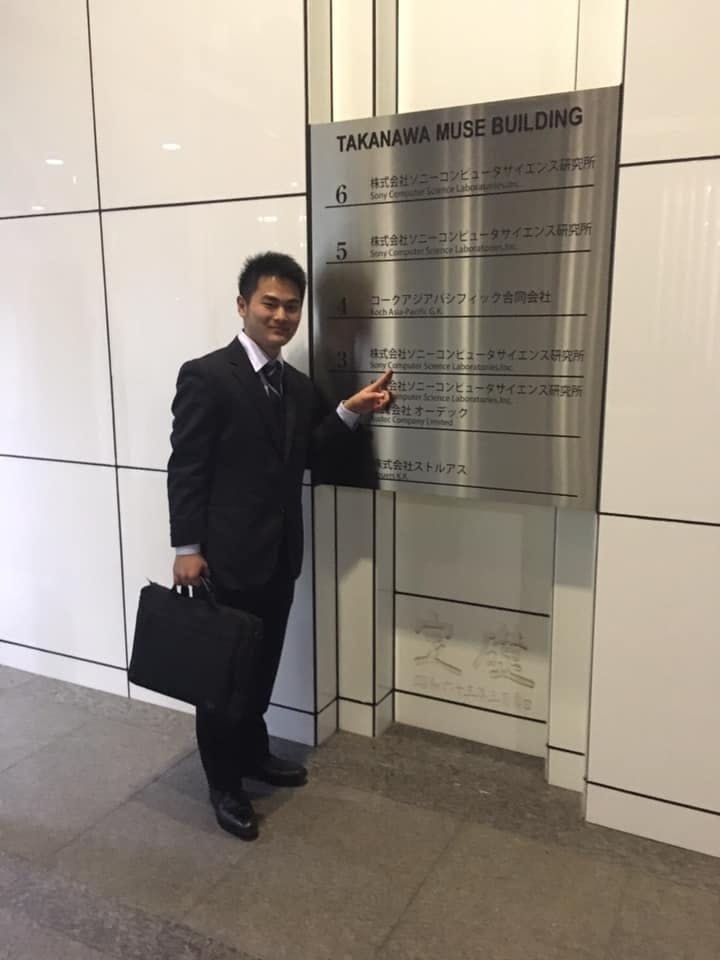 TAKANAWA MUSE BUILDING
6 株式会社ソニーコンピュータサイエンス研究所
Sony Computer Science Laboratories,Inc.
5 株式会社ソニーコンピュータサイエンス研究所
Sony Computer Science Laboratories,Inc.
4 コークアジアパシフィック合同会社
Koch Asia-Pacific G.K.
3 株式会社ソニーコンピュータサイエンス研究所
Sony Computer Science Laboratories,Inc.
会社ソニーコンピュータサイエンス研究所
Computer Science Laboratories,Inc.
会社 オーデック
Company Limited
株式会社ストルアス
K.K.
定礎